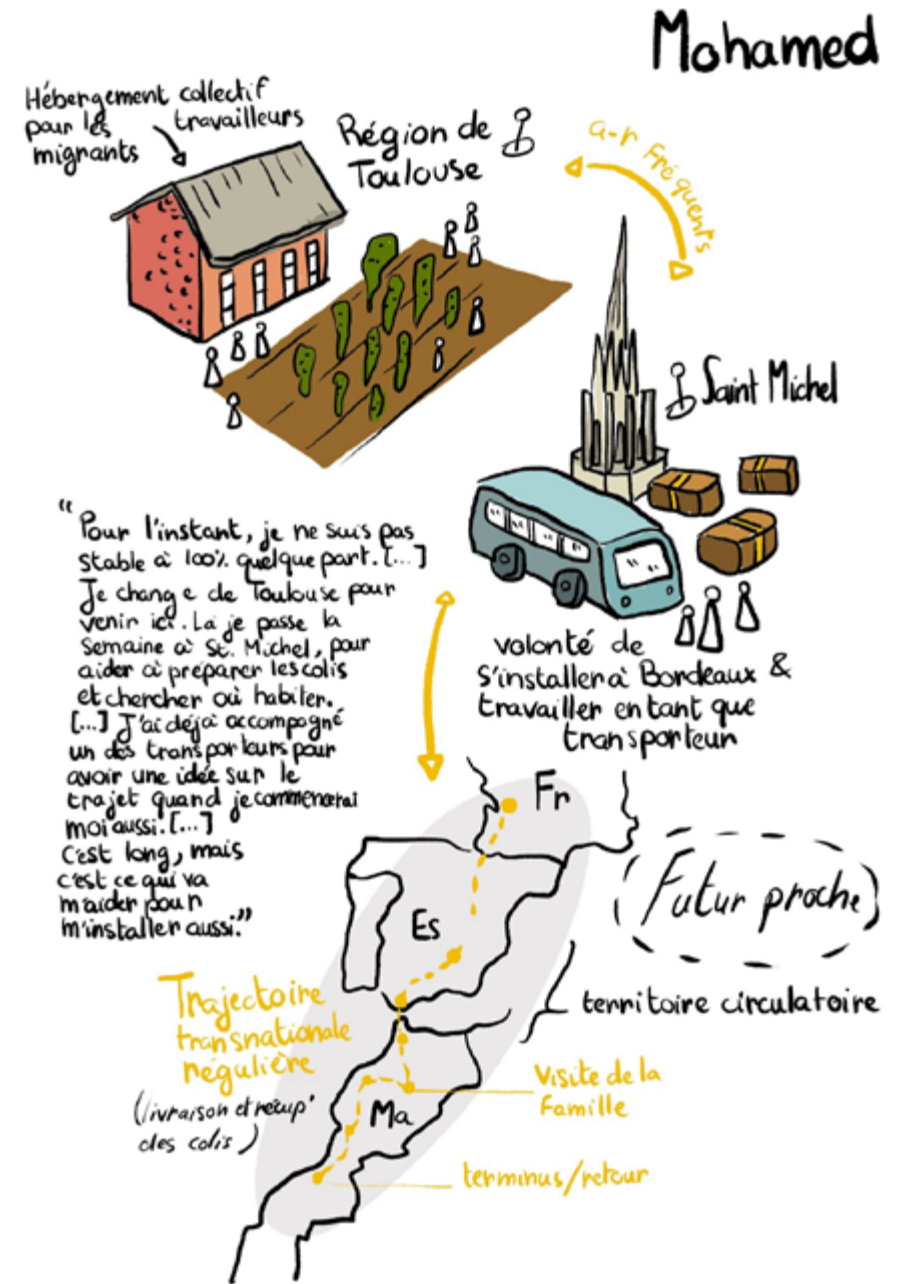 Mohamed
Hébergement collectif
pour les travailleurs
migrants
Région de
Toulouse
a-r fréquents
Saint Michel
"Pour l'instant, je ne suis pas
stable à 100% quelque part. [...]
Je change de Toulouse pour
venir ici. Là je passe la
semaine à St. Michel, pour
aider à préparer les colis
et chercher où habiler.
[...] J'ai déjà accompagné
un des transporteurs pour
avoir une idée sur le
trajet quand je commencerai
moi aussi. [...]
C'est long, mais
c'est ce qui va
m'aider pour
m'installer aussi."
volonté de
s'installer à Bordeaux &
travailler en tant que
transporteur
Fr
Es
Ma
Futur proche
territoire circulatoire
Trajectoire
transnationale
régulière
(livraison et récup'
des colis)
Visite de la
Famille
terminus/retour